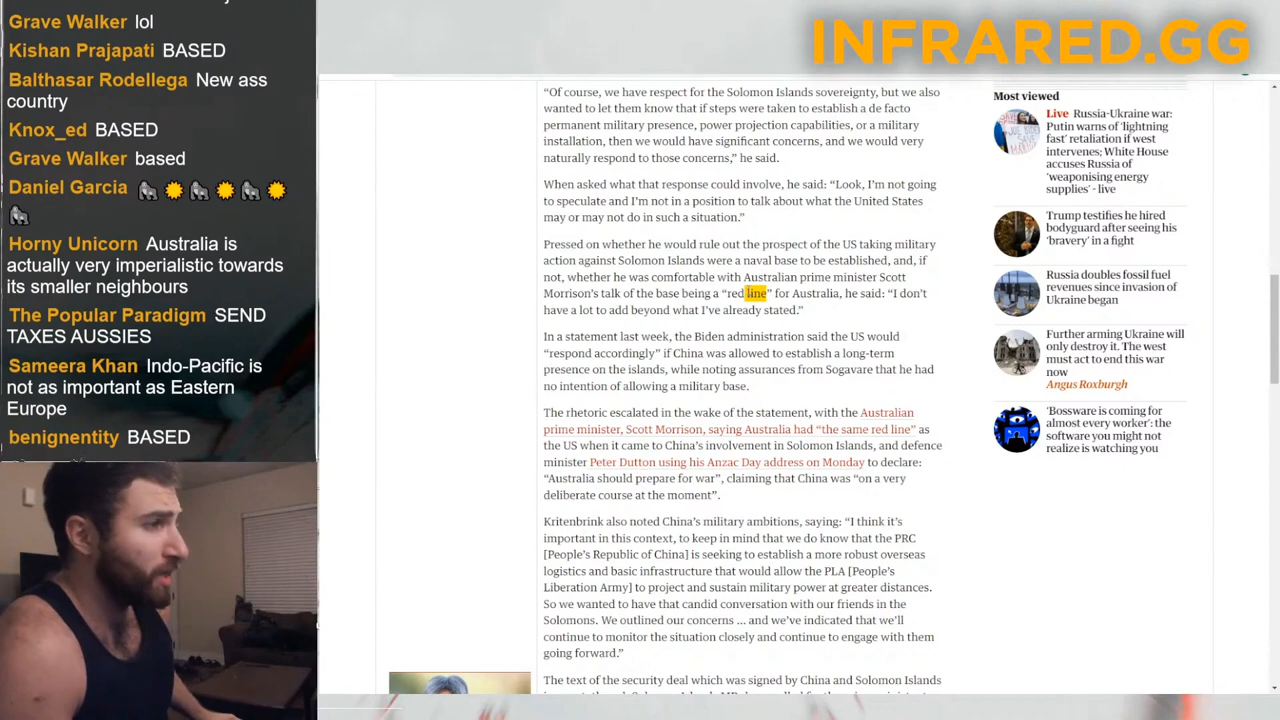 Grave Walker lol
Kishan Prajapati BASED
Balthasar Rodellega New ass
country
Knox_ed BASED
Grave Walker based
Daniel Garcia
Horny Unicorn Australia is
actually very imperialistic towards
its smaller neighbours
The Popular Paradigm SEND
TAXES AUSSIES
Sameera Khan Indo-Pacific is
not as important as Eastern
Europe
benignentity BASED
INFRARED.GG
“Of course, we have respect for the Solomon Islands sovereignty, but we also
wanted to let them know that if steps were taken to establish a de facto
permanent military presence, power projection capabilities, or a military
installation, then we would have significant concerns, and we would very
naturally respond to those concerns,” he said.
When asked what that response could involve, he said: “Look, I’m not going
to speculate and I’m not in a position to talk about what the United States
may or may not do in such a situation.”
Pressed on whether he would rule out the prospect of the US taking military
action against Solomon Islands were a naval base to be established, and, if
not, whether he was comfortable with Australian prime minister Scott
Morrison’s talk of the base being a “red line” for Australia, he said: “I don’t
have a lot to add beyond what I’ve already stated.”
In a statement last week, the Biden administration said the US would
“respond accordingly” if China was allowed to establish a long-term
presence on the islands, while noting assurances from Sogavare that he had
no intention of allowing a military base.
The rhetoric escalated in the wake of the statement, with the Australian
prime minister, Scott Morrison, saying Australia had “the same red line” as
the US when it came to China’s involvement in Solomon Islands, and defence
minister Peter Dutton using his Anzac Day address on Monday to declare:
“Australia should prepare for war”, claiming that China was “on a very
deliberate course at the moment”.
Kritenbrink also noted China’s military ambitions, saying: “I think it’s
important in this context, to keep in mind that we do know that the PRC
[People’s Republic of China] is seeking to establish a more robust overseas
logistics and basic infrastructure that would allow the PLA [People’s
Liberation Army] to project and sustain military power at greater distances.
So we wanted to have that candid conversation with our friends in the
Solomons. We outlined our concerns ... and we’ve indicated that we’ll
continue to monitor the situation closely and continue to engage with them
going forward.”
The text of the security deal which was signed by China and Solomon Islands
Most viewed
Live Russia-Ukraine war:
Putin warns of ‘lightning
fast’ retaliation if west
intervenes; White House
accuses Russia of
‘weaponising energy
supplies’ - live
Trump testifies he hired
bodyguard after seeing his
‘bravery’ in a fight
Russia doubles fossil fuel
revenues since invasion of
Ukraine began
Further arming Ukraine will
only destroy it. The west
must act to end this war
now
Angus Roxburgh
‘Bossware is coming for
almost every worker’: the
software you might not
realize is watching you